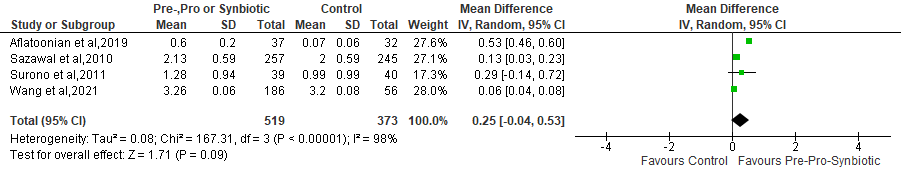 Pre-,Pro or Synbiotic Control Mean Difference Mean Difference
Study or Subgroup Mean SD Total Mean SD Total Weight IV, Random, 95% CI IV, Random, 95% CI
Aflatoonian et al,2019 0.6 0.2 37 0.07 0.06 32 27.6% 0.53 [0.46, 0.60]
Sazawal et al,2010 2.13 0.59 257 2 0.59 245 27.1% 0.13 [0.03, 0.23]
Surono et al,2011 1.28 0.94 39 0.99 0.99 40 17.3% 0.29 [-0.14, 0.72]
Wang et al,2021 3.26 0.06 186 3.2 0.08 56 28.0% 0.06 [0.04, 0.08]
Total (95% CI) 519 373 100.0% 0.25 [-0.04, 0.53]
Heterogeneity: Tau² = 0.08; Chi² = 167.31, df = 3 (P < 0.00001); I² = 98%
Test for overall effect: Z = 1.71 (P = 0.09)
-4 -2 0 2 4
Favours Control Favours Pre-Pro-Synbiotic